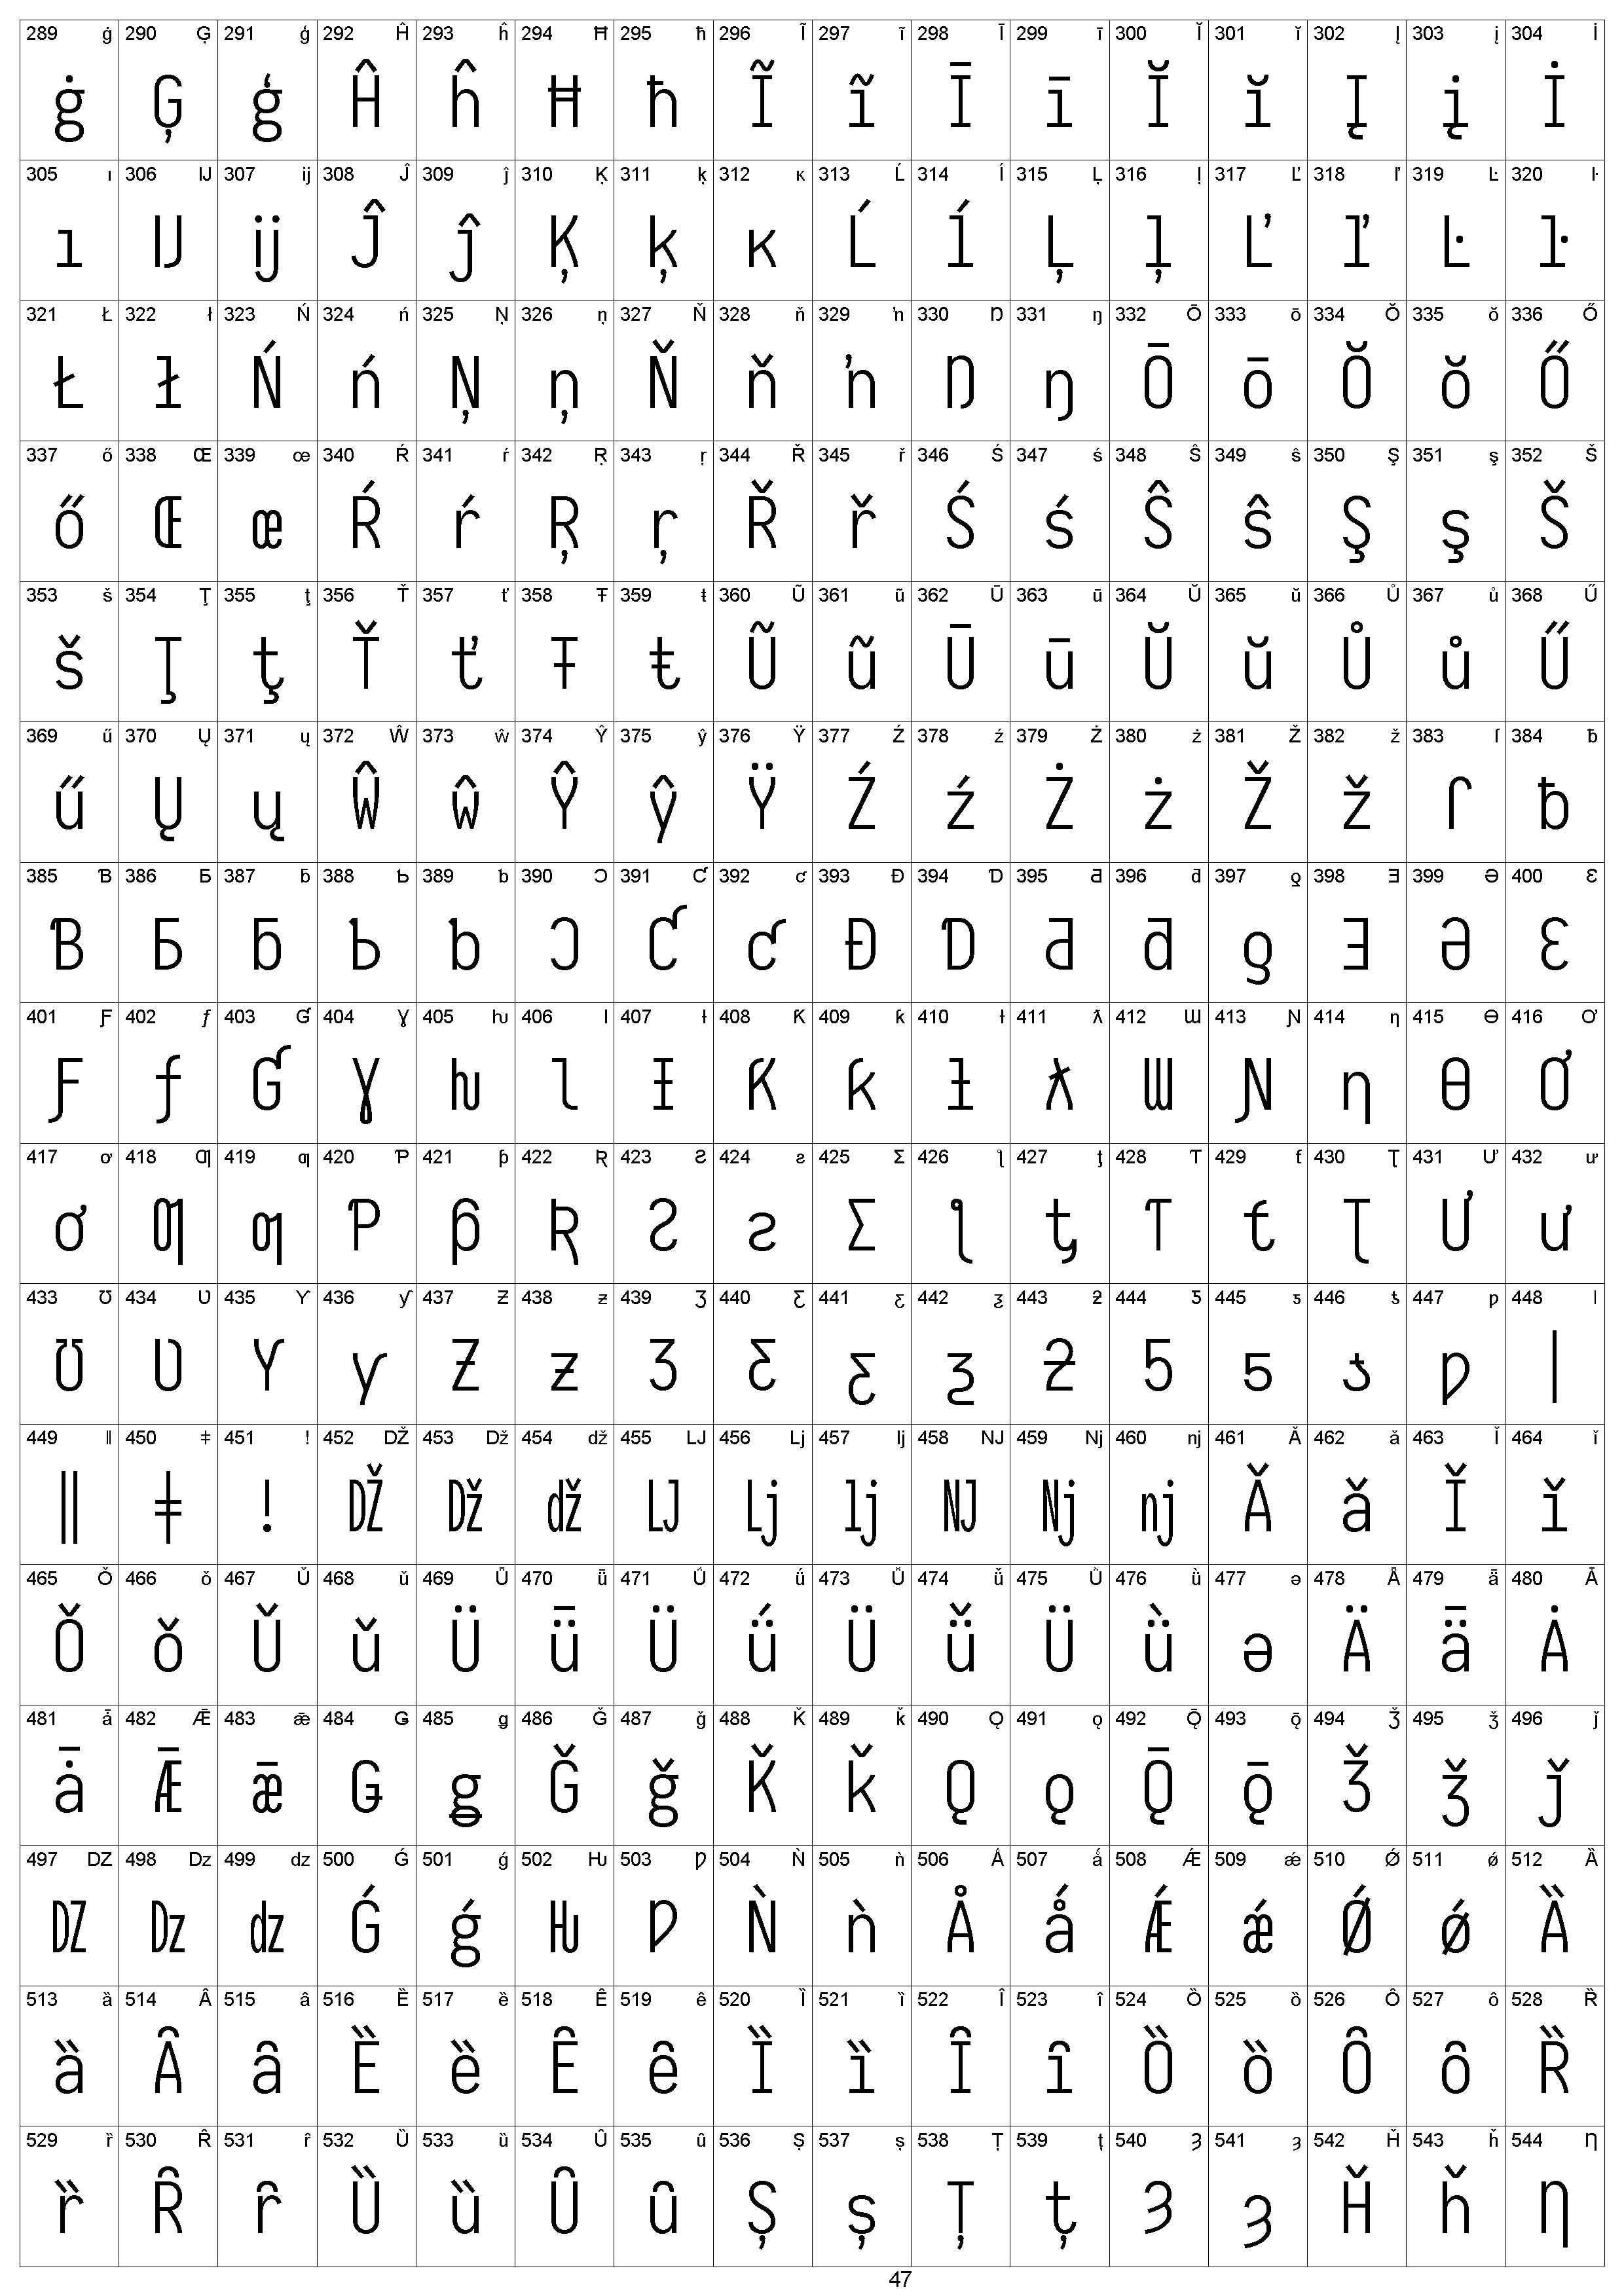 289 ġ 290 Ģ 291 ģ 292 Ĥ 293 ĥ 294 Ħ 295 ħ 296 Ĩ 297 ĩ 298 Ī 299 ī 300 Ĭ 301 ĭ 302 Į 303 į 304 İ
ġ Ģ ģ Ĥ ĥ Ħ ħ Ĩ ĩ Ī ī Ĭ ĭ Į į İ
305 ı 306 Ĳ 307 ĳ 308 Ĵ 309 ĵ 310 Ķ 311 ķ 312 ĸ 313 Ĺ 314 ĺ 315 Ļ 316 ļ 317 Ľ 318 ľ 319 Ŀ 320 ŀ
ı Ĳ ĳ Ĵ ĵ Ķ ķ ĸ Ĺ ĺ Ļ ļ Ľ ľ Ŀ ŀ
321 Ł 322 ł 323 Ń 324 ń 325 Ņ 326 ņ 327 Ň 328 ň 329 ŉ 330 Ŋ 331 ŋ 332 Ō 333 ō 334 Ŏ 335 ŏ 336 Ő
Ł ł Ń ń Ņ ņ Ň ň ŉ Ŋ ŋ Ō ō Ŏ ŏ Ő
337 ő 338 Œ 339 œ 340 Ŕ 341 ŕ 342 Ŗ 343 ŗ 344 Ř 345 ř 346 Ś 347 ś 348 Ŝ 349 ŝ 350 Ş 351 ş 352 Š
ő Œ œ Ŕ ŕ Ŗ ŗ Ř ř Ś ś Ŝ ŝ Ş ş Š
353 š 354 Ţ 355 ţ 356 Ť 357 ť 358 Ŧ 359 ŧ 360 Ũ 361 ũ 362 Ū 363 ū 364 Ŭ 365 ŭ 366 Ů 367 ů 368 Ű
š Ţ ţ Ť ť Ŧ ŧ Ũ ũ Ū ū Ŭ ŭ Ů ů Ű
369 ű 370 Ų 371 ų 372 Ŵ 373 ŵ 374 Ŷ 375 ŷ 376 Ÿ 377 Ź 378 ź 379 Ż 380 ż 381 Ž 382 ž 383 ſ 384 ƀ
ű Ų ų Ŵ ŵ Ŷ ŷ Ÿ Ź ź Ż ż Ž ž ſ ƀ
385 Ɓ 386 Ƃ 387 ƃ 388 Ƅ 389 ƅ 390 Ɔ 391 Ƈ 392 ƈ 393 Ɖ 394 Ɗ 395 Ƌ 396 ƌ 397 ƍ 398 Ǝ 399 Ə 400 Ɛ
Ɓ Ƃ ƃ Ƅ ƅ Ɔ Ƈ ƈ Ɖ Ɗ Ƌ ƌ ƍ Ǝ Ə Ɛ
401 Ƒ 402 ƒ 403 Ɠ 404 Ɣ 405 ƕ 406 Ɩ 407 Ɨ 408 Ƙ 409 ƙ 410 ƚ 411 ƛ 412 Ɯ 413 Ɲ 414 ƞ 415 Ɵ 416 Ơ
Ƒ ƒ Ɠ Ɣ ƕ Ɩ Ɨ Ƙ ƙ ƚ ƛ Ɯ Ɲ ƞ Ɵ Ơ
417 ơ 418 Ƣ 419 ƣ 420 Ƥ 421 ƥ 422 Ʀ 423 Ƨ 424 ƨ 425 Ʃ 426 ƪ 427 ƫ 428 Ƭ 429 ƭ 430 Ʈ 431 Ư 432 ư
ơ Ƣ ƣ Ƥ ƥ Ʀ Ƨ ƨ Ʃ ƪ ƫ Ƭ ƭ Ʈ Ư ư
433 Ʊ 434 Ʋ 435 Ƴ 436 ƴ 437 Ƶ 438 ƶ 439 Ʒ 440 Ƹ 441 ƹ 442 ƺ 443 ƻ 444 Ƽ 445 ƽ 446 ƾ 447 ƿ 448 ǀ
Ʊ Ʋ Ƴ ƴ Ƶ ƶ Ʒ Ƹ ƹ ƺ ƻ Ƽ ƽ ƾ ƿ ǀ
449 ǁ 450 ǂ 451 ǃ 452 Ǆ 453 ǅ 454 ǆ 455 Ǉ 456 ǈ 457 ǉ 458 Ǌ 459 ǋ 460 ǌ 461 Ǎ 462 ǎ 463 Ǐ 464 ǐ
ǁ ǂ ǃ Ǆ ǅ ǆ Ǉ ǈ ǉ Ǌ ǋ ǌ Ǎ ǎ Ǐ ǐ
465 Ǒ 466 ǒ 467 Ǔ 468 ǔ 469 Ǖ 470 ǖ 471 Ǘ 472 ǘ 473 Ǚ 474 ǚ 475 Ǜ 476 ǜ 477 ǝ 478 Ǟ 479 ǟ 480 Ǡ
Ǒ ǒ Ǔ ǔ Ü ǖ Ü ǘ Ü ǚ Ü ǜ ǝ Ä ǟ Ȧ
481 ǡ 482 Ǣ 483 ǣ 484 Ǥ 485 ǥ 486 Ǧ 487 ǧ 488 Ǩ 489 ǩ 490 Ǫ 491 ǫ 492 Ǭ 493 ǭ 494 Ǯ 495 ǯ 496 ǰ
ǡ Ǣ ǣ Ǥ ǥ Ǧ ǧ Ǩ ǩ Ǫ ǫ Ǭ ǭ Ǯ ǯ ǰ
497 Ǳ 498 ǲ 499 ǳ 500 Ǵ 501 ǵ 502 Ƕ 503 Ƿ 504 Ǹ 505 ǹ 506 Ǻ 507 ǻ 508 Ǽ 509 ǽ 510 Ǿ 511 ǿ 512 Ȁ
Ǳ ǲ ǳ Ǵ ǵ Ƕ Ƿ Ǹ ǹ Å ǻ Ǽ ǽ Ǿ ǿ Ȁ
513 ȁ 514 Ȃ 515 ȃ 516 Ȅ 517 ȅ 518 Ȇ 519 ȇ 520 Ȉ 521 ȉ 522 Ȋ 523 ȋ 524 Ȍ 525 ȍ 526 Ȏ 527 ȏ 528 Ȑ
ȁ Ȃ ȃ Ȅ ȅ Ȇ ȇ Ȉ ȉ Ȋ ȋ Ȍ ȍ Ȏ ȏ Ȑ
529 ȑ 530 Ȓ 531 ȓ 532 Ȕ 533 ȕ 534 Ȗ 535 ȗ 536 Ș 537 ș 538 Ț 539 ț 540 Ȝ 541 ȝ 542 Ȟ 543 ȟ 544 Ƞ
ȑ Ȓ ȓ Ȕ ȕ Ȗ ȗ Ș ș Ț ț Ȝ ȝ Ȟ ȟ Ƞ
47